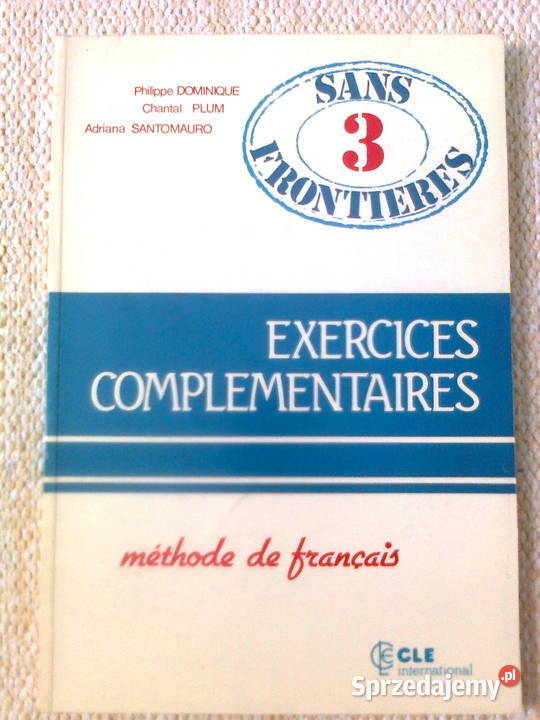 Philippe DOMINIQUE
Chantal PLUM
Adriana SANTOMAURO
SANS
3
FRONTIERES
EXERCICES
COMPLEMENTAIRES
méthode de français
CLE
international
Sprzedajemy.pl